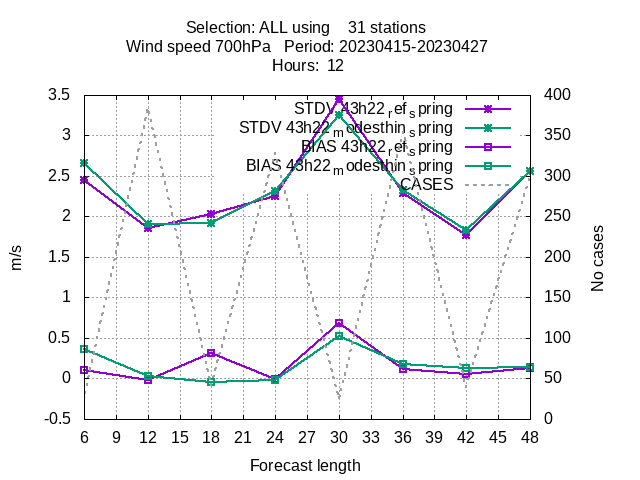 Selection: ALL using    31 stations
Wind speed 700hPa   Period: 20230415-20230427
Hours:  12
3.5
3
2.5
2
1.5
1
0.5
0
-0.5
400
350
300
250
200
150
100
50
0
m/s
No cases
STDV 43h22_ref_spring
STDV 43h22_modesthin_spring
BIAS 43h22_ref_spring
BIAS 43h22_modesthin_spring
CASES
6 9 12 15 18 21 24 27 30 33 36 39 42 45 48
Forecast length